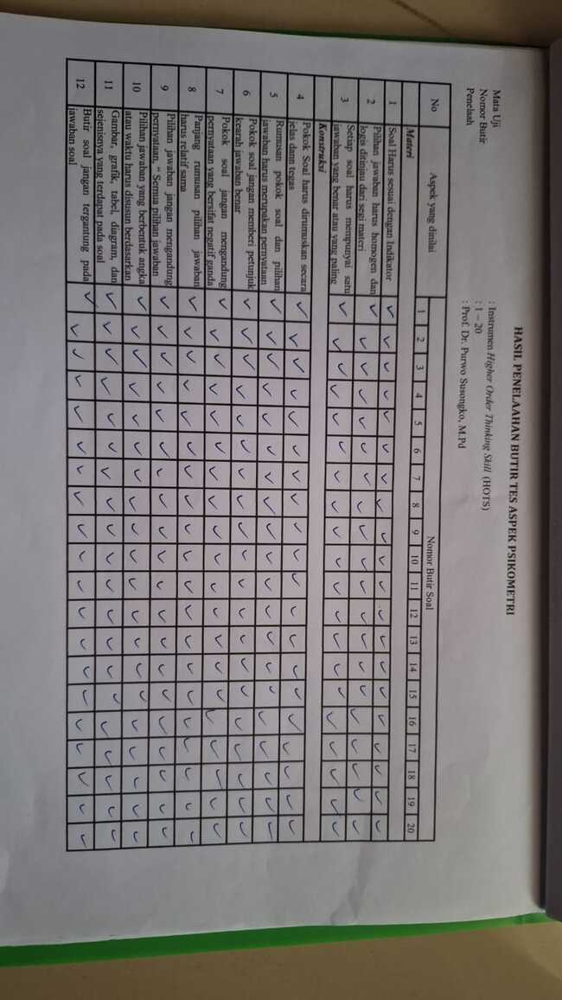 HASIL PENELAAHAN BUTIR TES ASPEK PSIKOMETRI
Mata Uji : Instrumen Higher Order Thinking Skill (HOTS)
Nomor Butir : 1 – 20
Penelaah : Prof. Dr. Purwo Susongko, M.Pd
No Aspek yang dinilai Nomor Butir Soal
1 2 3 4 5 6 7 8 9 10 11 12 13 14 15 16 17 18 19 20
Materi
1 Soal Harus sesuai dengan Indikator ✓ ✓ ✓ ✓ ✓ ✓ ✓ ✓ ✓ ✓ ✓ ✓ ✓ ✓ ✓ ✓ ✓ ✓ ✓ ✓
2 Pilihan jawaban harus homogen dan
logis ditinjau dari segi materi ✓ ✓ ✓ ✓ ✓ ✓ ✓ ✓ ✓ ✓ ✓ ✓ ✓ ✓ ✓ ✓ ✓ ✓ ✓ ✓
3 Setiap soal harus mempunyai satu
jawaban yang benar atau yang paling ✓ ✓ ✓ ✓ ✓ ✓ ✓ ✓ ✓ ✓ ✓ ✓ ✓ ✓ ✓ ✓ ✓ ✓ ✓ ✓
Konstruksi
4 Pokok Soal harus dirumuskan secara
jelas dann tegas ✓ ✓ ✓ ✓ ✓ ✓ ✓ ✓ ✓ ✓ ✓ ✓ ✓ ✓ ✓ ✓ ✓ ✓ ✓ ✓
5 Rumusan pokok soal dan pilihan
jawaban harus merupakan pernyataan ✓ ✓ ✓ ✓ ✓ ✓ ✓ ✓ ✓ ✓ ✓ ✓ ✓ ✓ ✓ ✓ ✓ ✓ ✓ ✓
6 Pokok soal jangan memberi petunjuk
kearah jawaban benar ✓ ✓ ✓ ✓ ✓ ✓ ✓ ✓ ✓ ✓ ✓ ✓ ✓ ✓ ✓ ✓ ✓ ✓ ✓ ✓
7 Pokok soal jangan mengandung
pernyataan yang bersifat negatif ganda ✓ ✓ ✓ ✓ ✓ ✓ ✓ ✓ ✓ ✓ ✓ ✓ ✓ ✓ ✓ ✓ ✓ ✓ ✓ ✓
8 Panjang rumusan pilihan jawaban
harus relatif sama ✓ ✓ ✓ ✓ ✓ ✓ ✓ ✓ ✓ ✓ ✓ ✓ ✓ ✓ ✓ ✓ ✓ ✓ ✓ ✓
9 Pilihan jawaban jangan mengandung
pernyataan, " Semua pilihan jawaban ✓ ✓ ✓ ✓ ✓ ✓ ✓ ✓ ✓ ✓ ✓ ✓ ✓ ✓ ✓ ✓ ✓ ✓ ✓ ✓
10 Pilihan jawaban yang berbentuk angka
atau waktu harus disusun berdasarkan ✓ ✓ ✓ ✓ ✓ ✓ ✓ ✓ ✓ ✓ ✓ ✓ ✓ ✓ ✓ ✓ ✓ ✓ ✓ ✓
11 Gambar, grafik, tabel, diagram, dan
sejenisnya yang terdapat pada soal ✓ ✓ ✓ ✓ ✓ ✓ ✓ ✓ ✓ ✓ ✓ ✓ ✓ ✓ ✓ ✓ ✓ ✓ ✓ ✓
12 Butir soal jangan tergantung pada
jawaban soal ✓ ✓ ✓ ✓ ✓ ✓ ✓ ✓ ✓ ✓ ✓ ✓ ✓ ✓ ✓ ✓ ✓ ✓ ✓ ✓